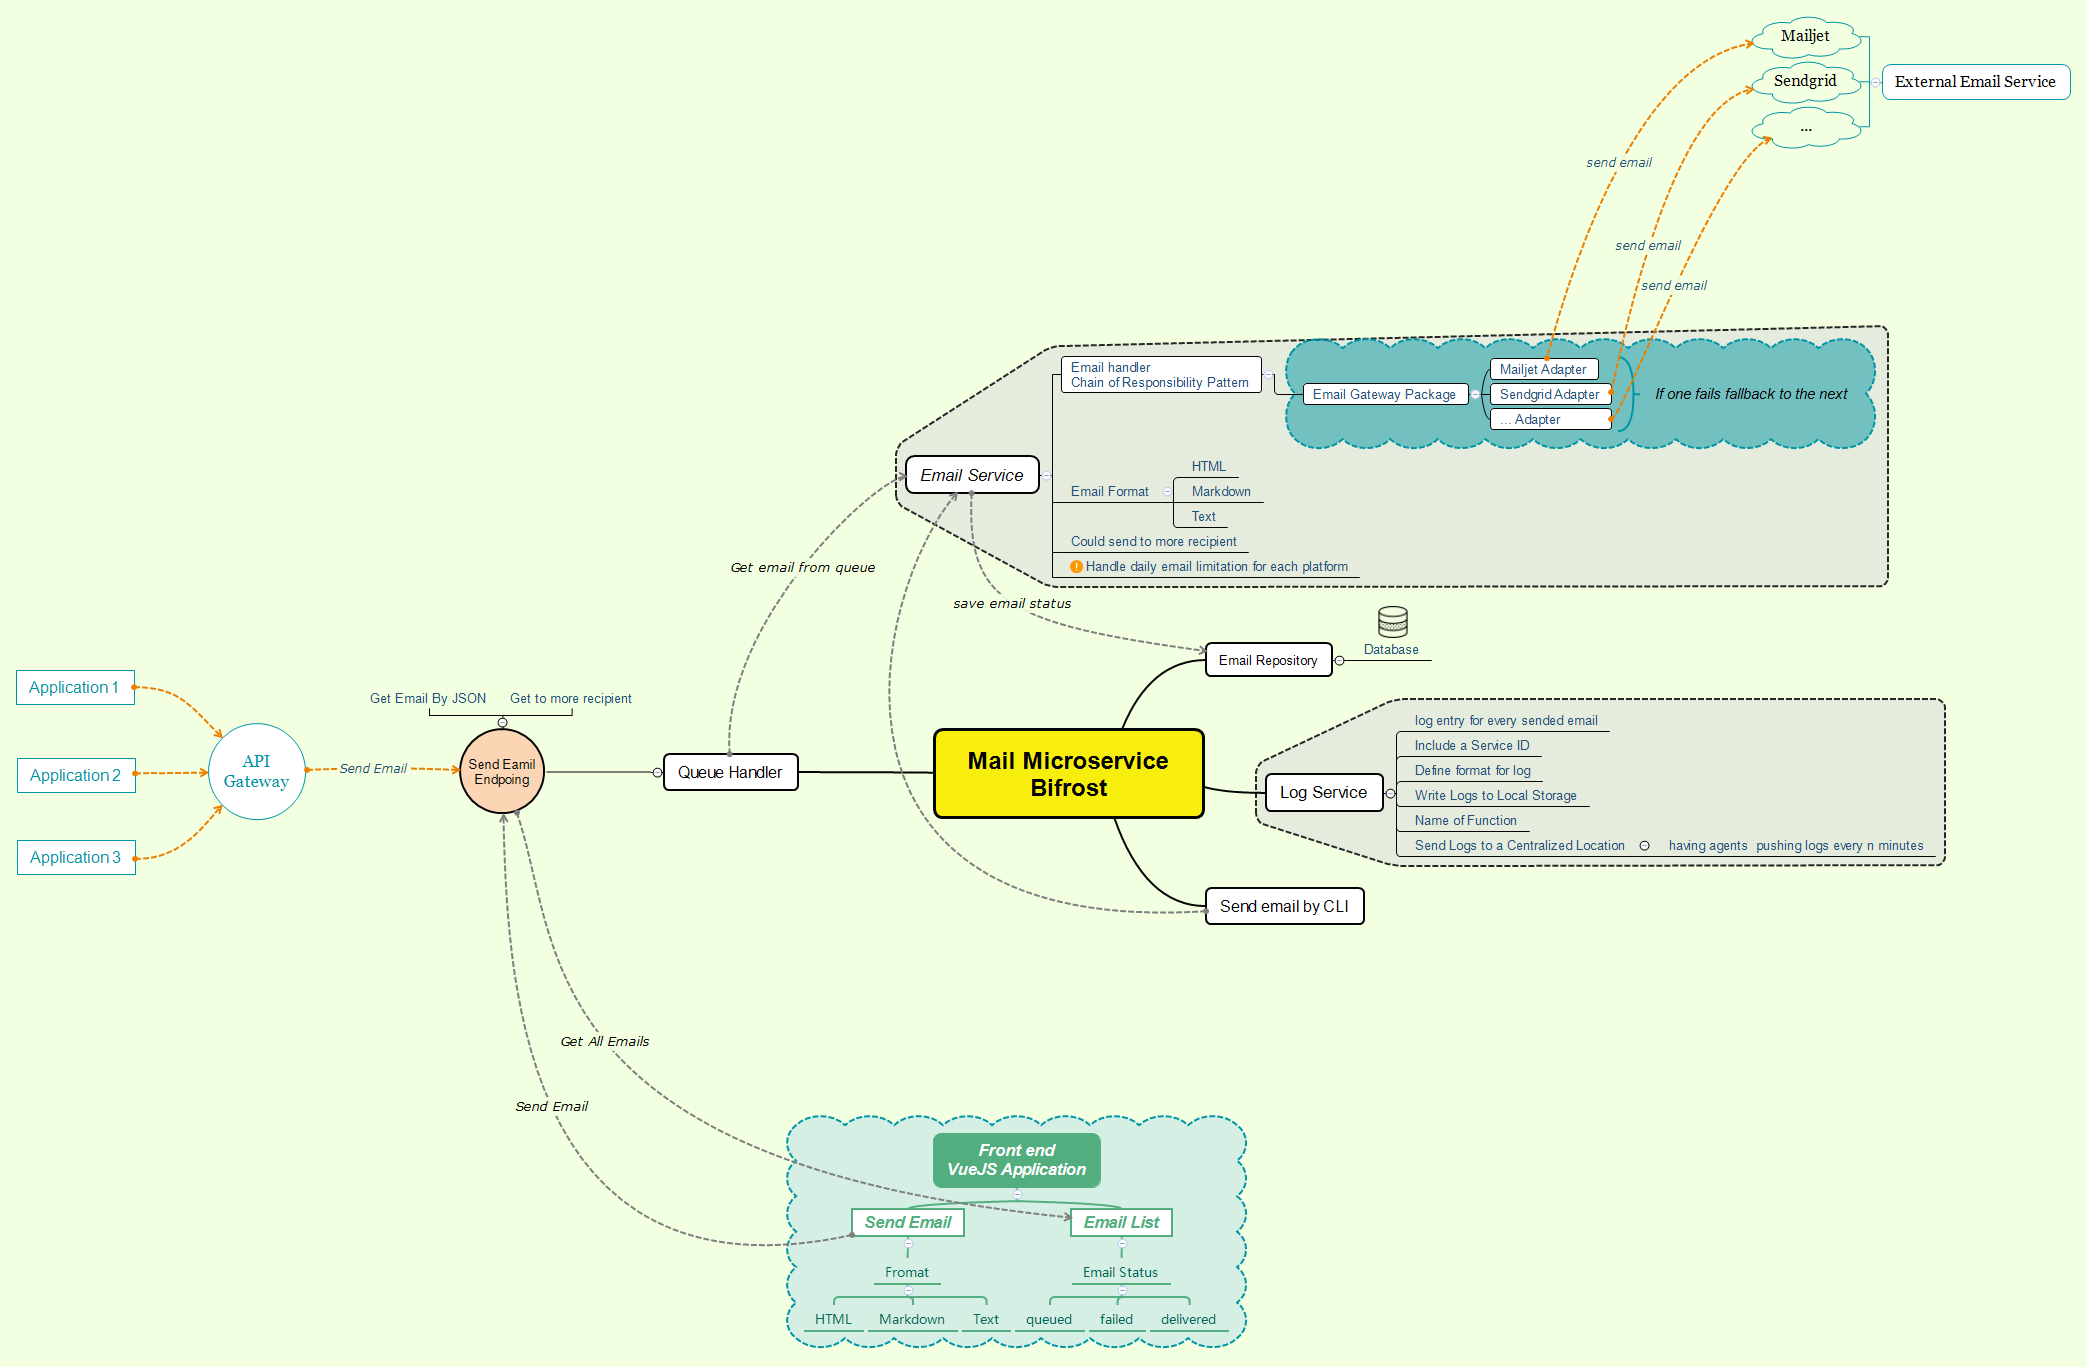 Mailjet
Sendgrid
...
External Email Service
send email
send email
send email
Email handler
Chain of Responsibility Pattern
Email Gateway Package
Mailjet Adapter
Sendgrid Adapter
... Adapter
If one fails fallback to the next
Email Service
HTML
Email Format
Markdown
Text
Could send to more recipient
Handle daily email limitation for each platform
Get email from queue
save email status
Email Repository
Database
Application 1
Application 2
Application 3
API
Gateway
Send Email
Get Email By JSON
Get to more recipient
Send Eamil
Endpoing
Queue Handler
Mail Microservice
Bifrost
Log Service
log entry for every sended email
Include a Service ID
Define format for log
Write Logs to Local Storage
Name of Function
Send Logs to a Centralized Location
having agents  pushing logs every n minutes
Send email by CLI
Get All Emails
Send Email
Front end
VueJS Application
Send Email
Email List
Fromat
Email Status
HTML
Markdown
Text
queued
failed
delivered